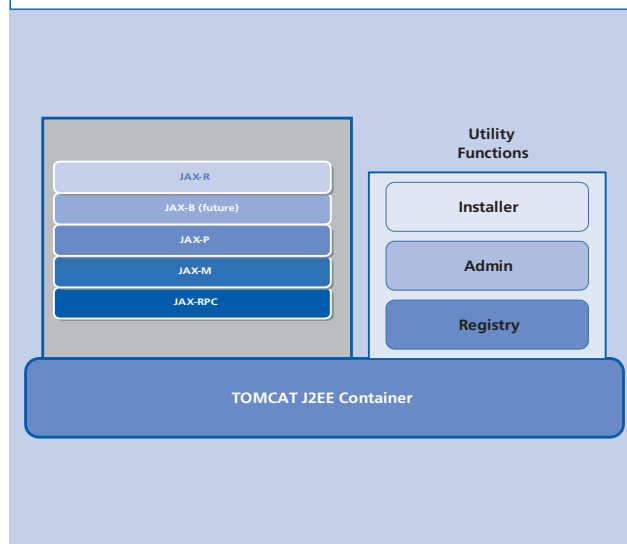 JAX-R
JAX-B (future)
JAX-P
JAX-M
JAX-RPC
Utility
Functions
Installer
Admin
Registry
TOMCAT J2EE Container